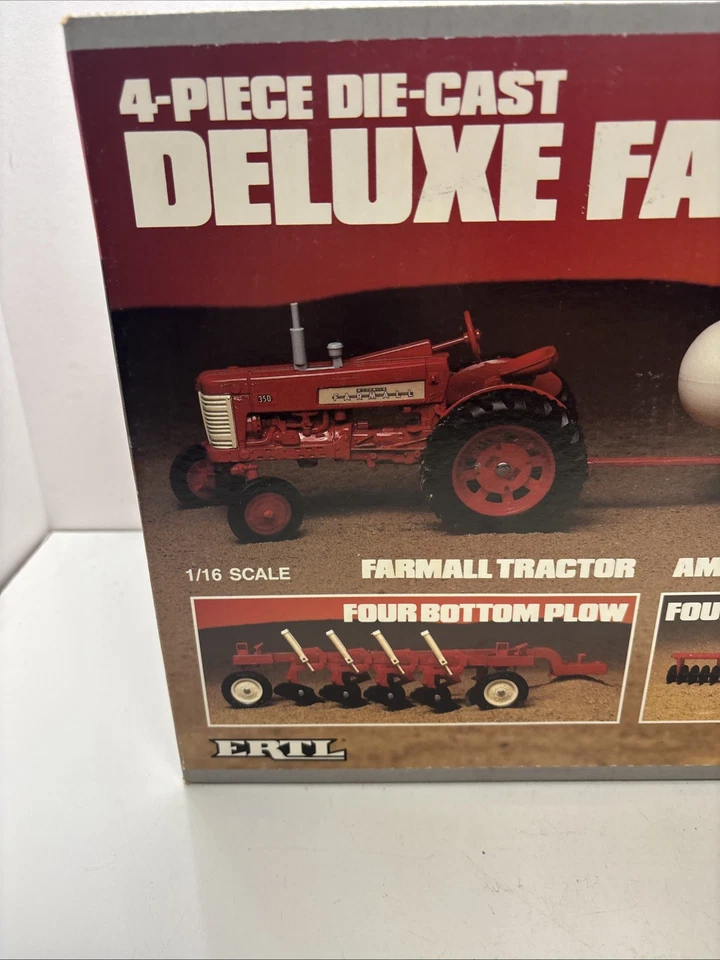 4-PIECE DIE-CAST
DELUXE FA
350
FARMALL
1/16 SCALE
FARMALL TRACTOR
AM
FOUR BOTTOM PLOW
FOU
ERTL